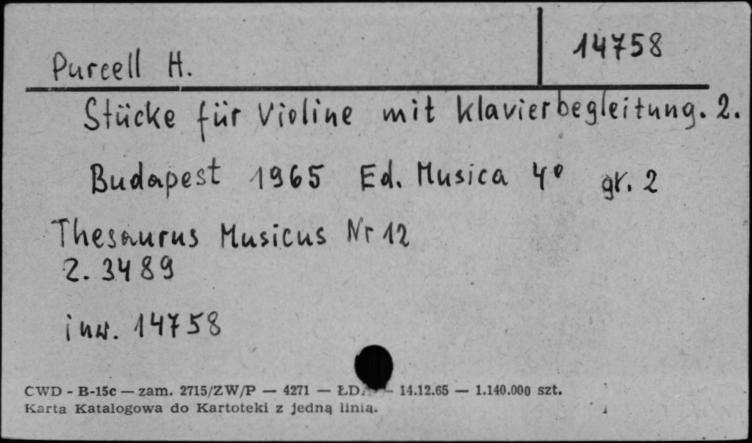 Purcell H. 14758
Stücke für Violine mit Klavierbegleitung. 2.
Budapest 1965 Ed. Musica 4° gr. 2
Thesaurus Musicus Nr 12
Z. 3489
inw. 14758
CWD - B-15c — zam. 2715/ZW/P — 4271 — — 14.12.65 — 1.140.000 szt.
Karta Katalogowa do Kartoteki z jedną linią.